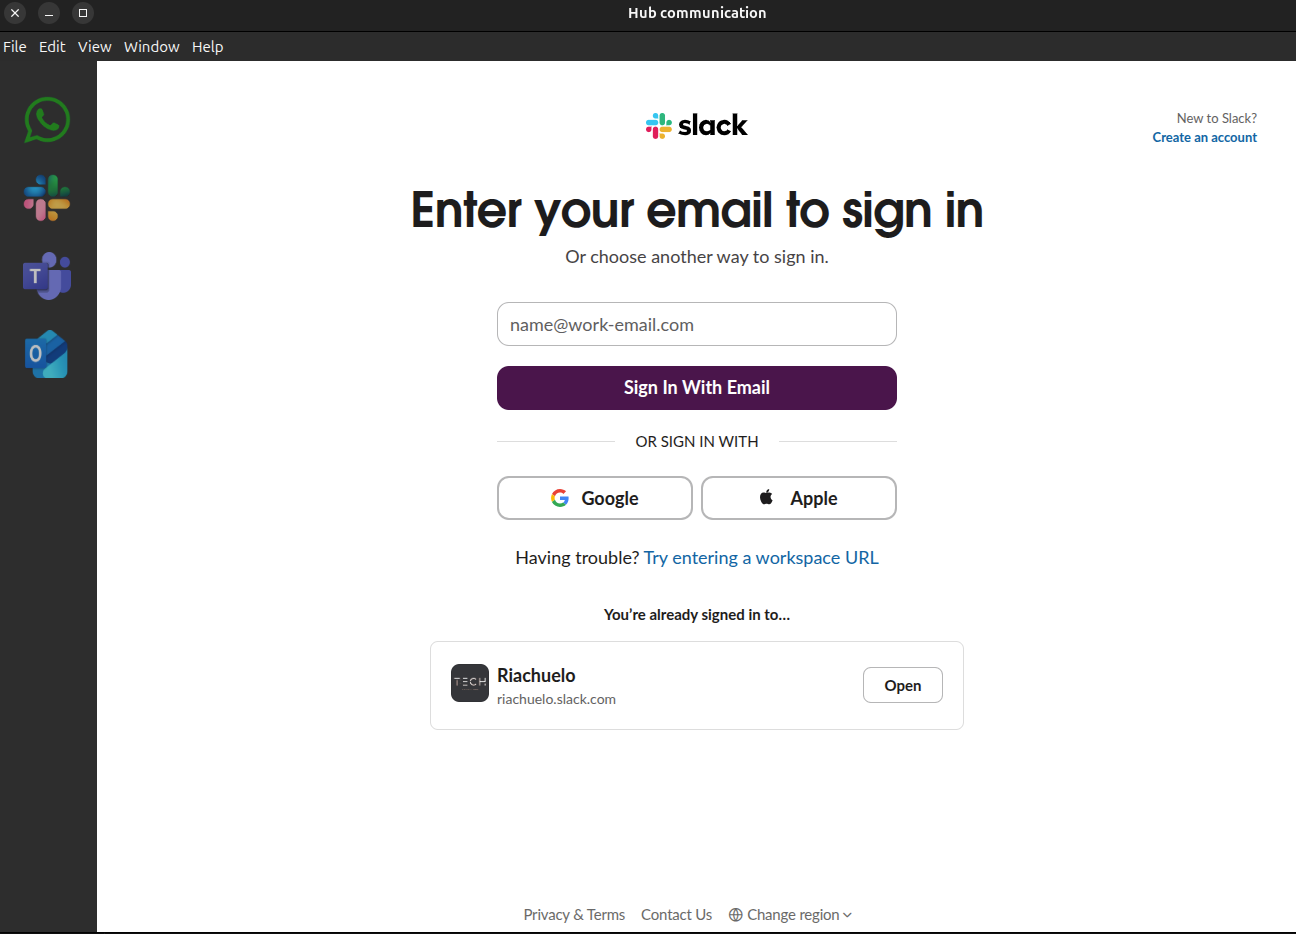 Hub communication
File Edit View Window Help
slack
New to Slack?
Create an account
Enter your email to sign in
Or choose another way to sign in.
T
O
name@work-email.com
Sign In With Email
OR SIGN IN WITH
Google
Apple
Having trouble? Try entering a workspace URL
You're already signed in to...
TECH
Riachuelo
riachuelo.slack.com
Open
Privacy & Terms Contact Us Change region